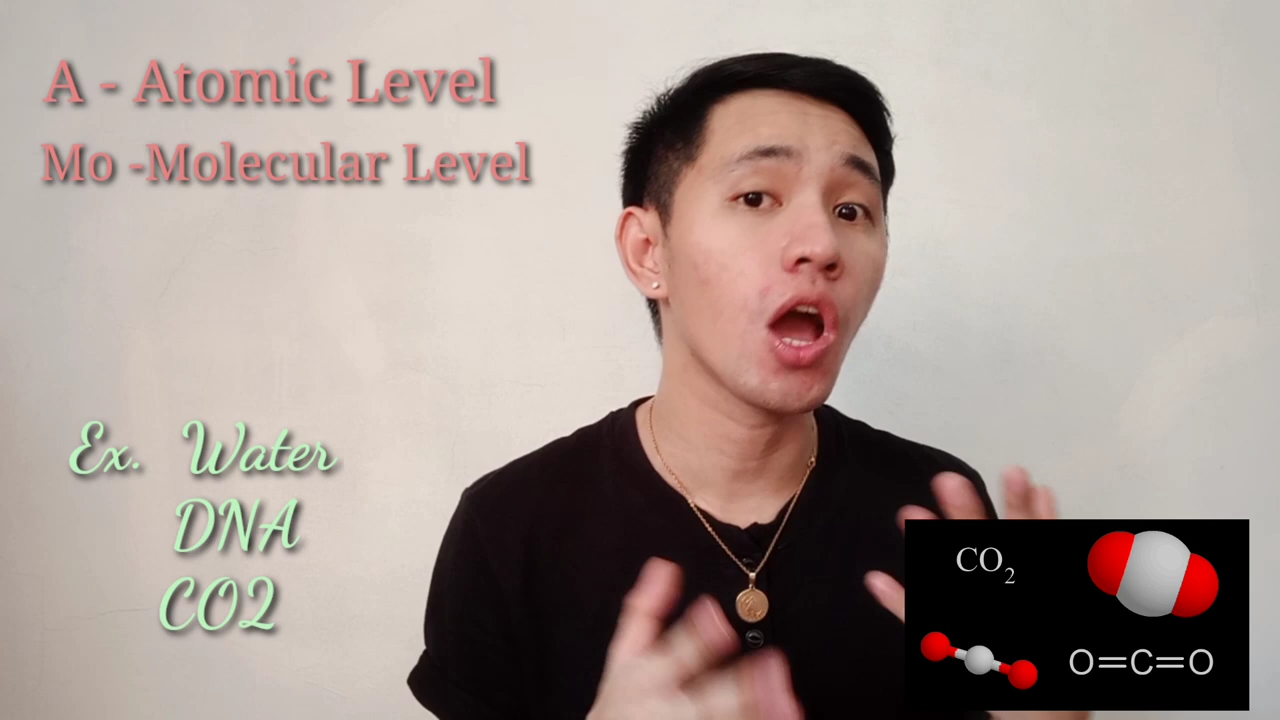 A - Atomic Level
Mo -Molecular Level
Ex. Water
DNA
CO2
CO₂
O=C=O